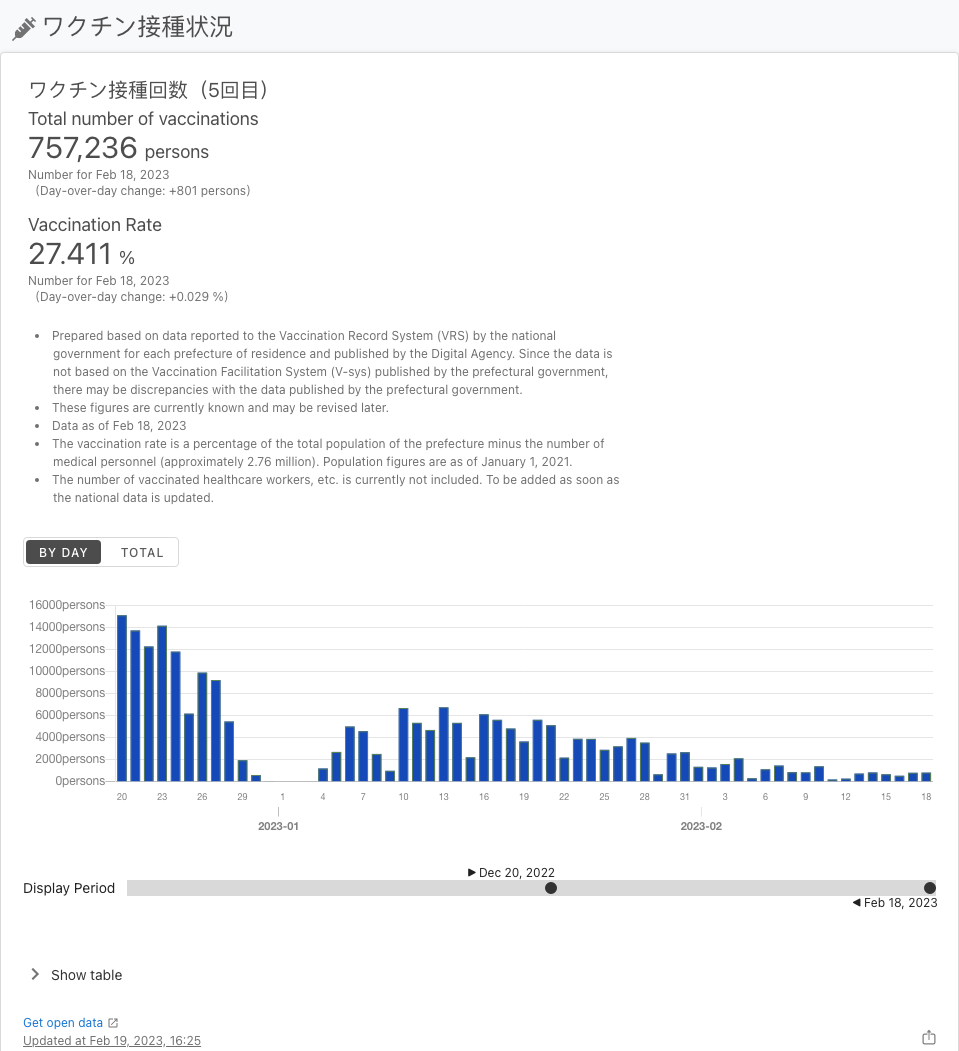 ワクチン接種状況
ワクチン接種回数（5回目）
Total number of vaccinations
757,236 persons
Number for Feb 18, 2023
（Day-over-day change: +801 persons）
Vaccination Rate
27.411 %
Number for Feb 18, 2023
（Day-over-day change: +0.029 %）
• Prepared based on data reported to the Vaccination Record System (VRS) by the national
government for each prefecture of residence and published by the Digital Agency. Since the data is
not based on the Vaccination Facilitation System (V-sys) published by the prefectural government,
there may be discrepancies with the data published by the prefectural government.
• These figures are currently known and may be revised later.
• Data as of Feb 18, 2023
• The vaccination rate is a percentage of the total population of the prefecture minus the number of
medical personnel (approximately 2.76 million). Population figures are as of January 1, 2021.
• The number of vaccinated healthcare workers, etc. is currently not included. To be added as soon as
the national data is updated.
BY DAY TOTAL
16000persons
14000persons
12000persons
10000persons
8000persons
6000persons
4000persons
2000persons
0persons
20 23 26 29 1 4 7 10 13 16 19 22 25 28 31 3 6 9 12 15 18
2023-01 2023-02
Dec 20, 2022
Display Period
Feb 18, 2023
Show table
Get open data
Updated at Feb 19, 2023, 16:25